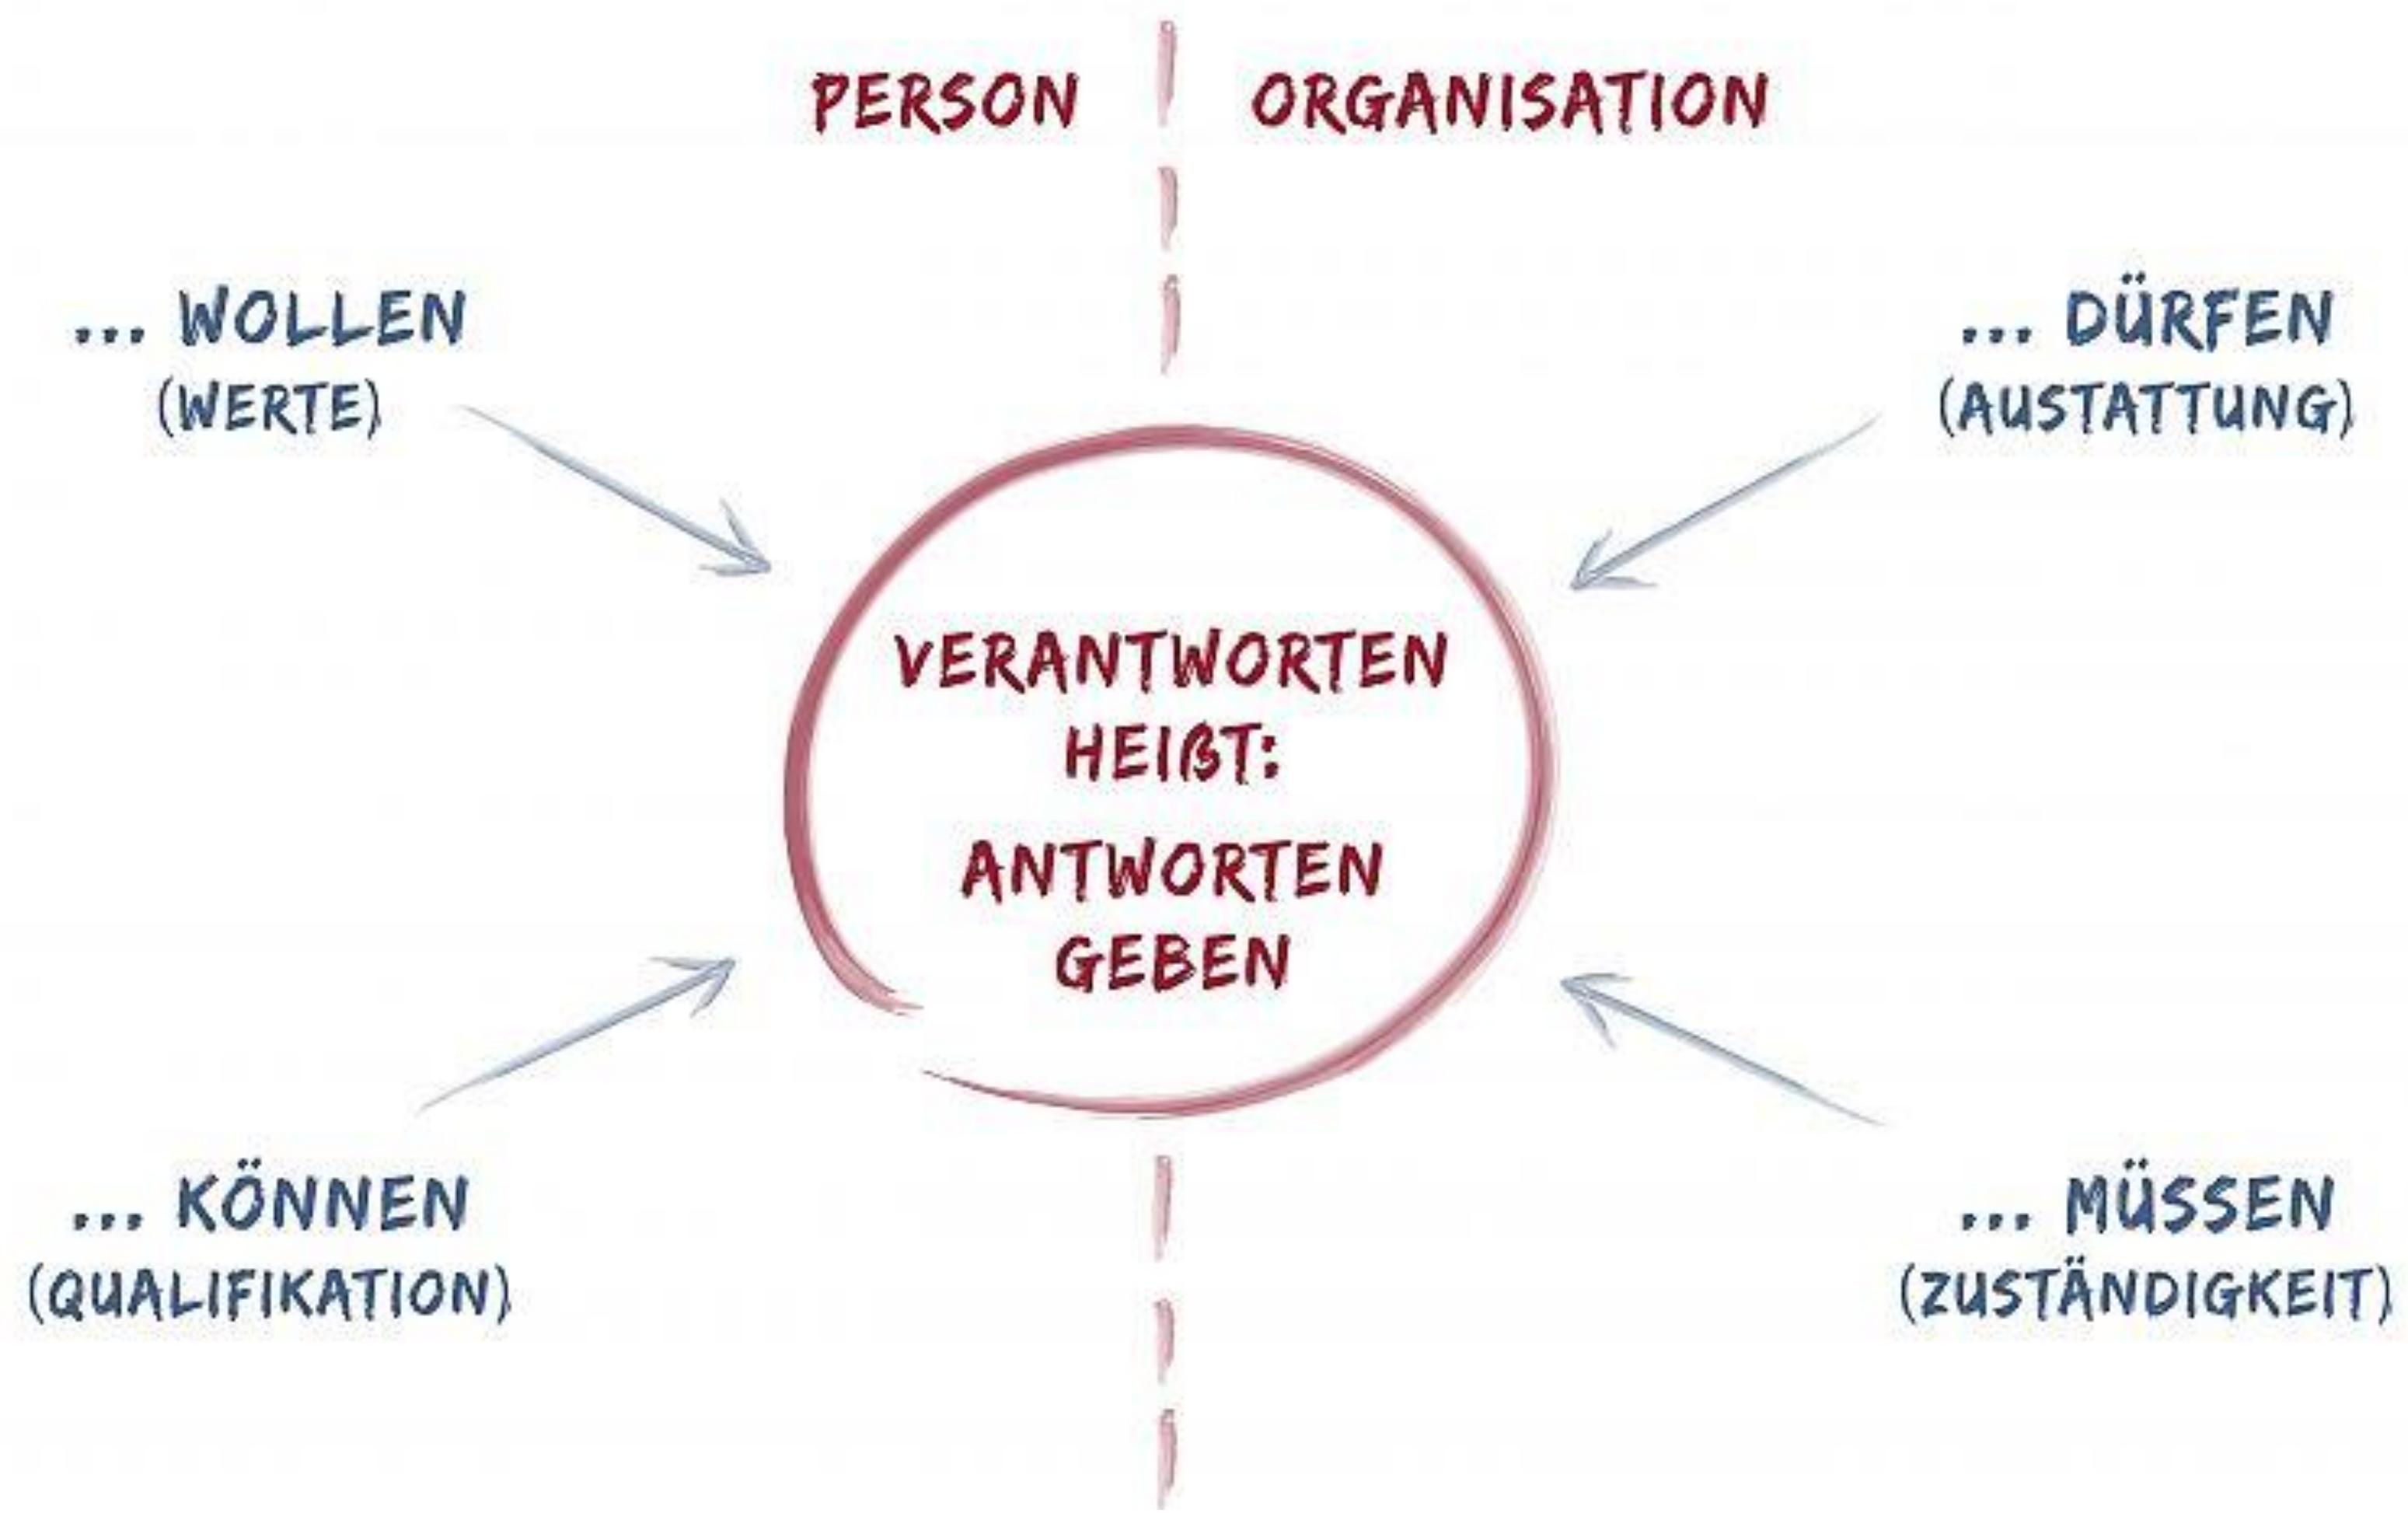 PERSON
ORGANISATION
... WOLLEN
(WERTE)
... DÜRFEN
(AUSTATTUNG)
VERANTWORTEN
HEIßT:
ANTWORTEN
GEBEN
... KÖNNEN
(QUALIFIKATION)
... MÜSSEN
(ZUSTÄNDIGKEIT)